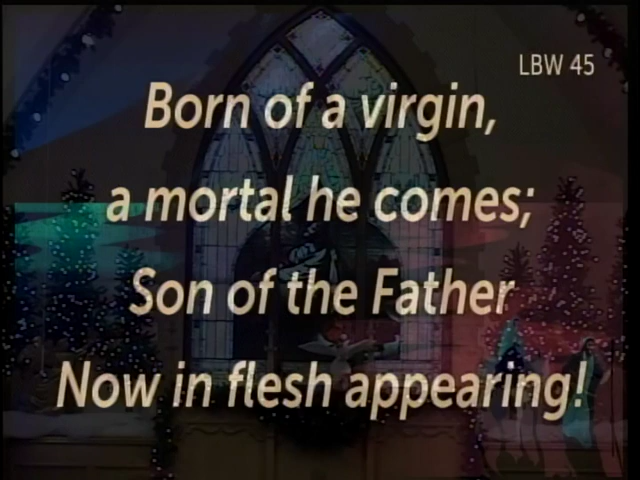 LBW 45
Born of a virgin,
a mortal he comes;
Son of the Father
Now in flesh appearing!